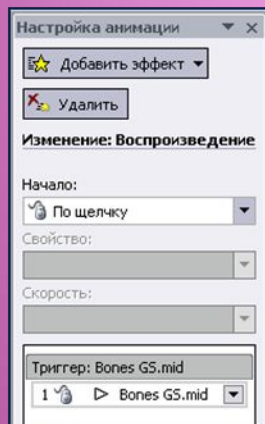 Настройка анимации
Добавить эффект
Удалить
Изменение: Воспроизведение
Начало:
По щелчку
Свойство:
Скорость:
Триггер: Bones GS.mid
1 Bones GS.mid